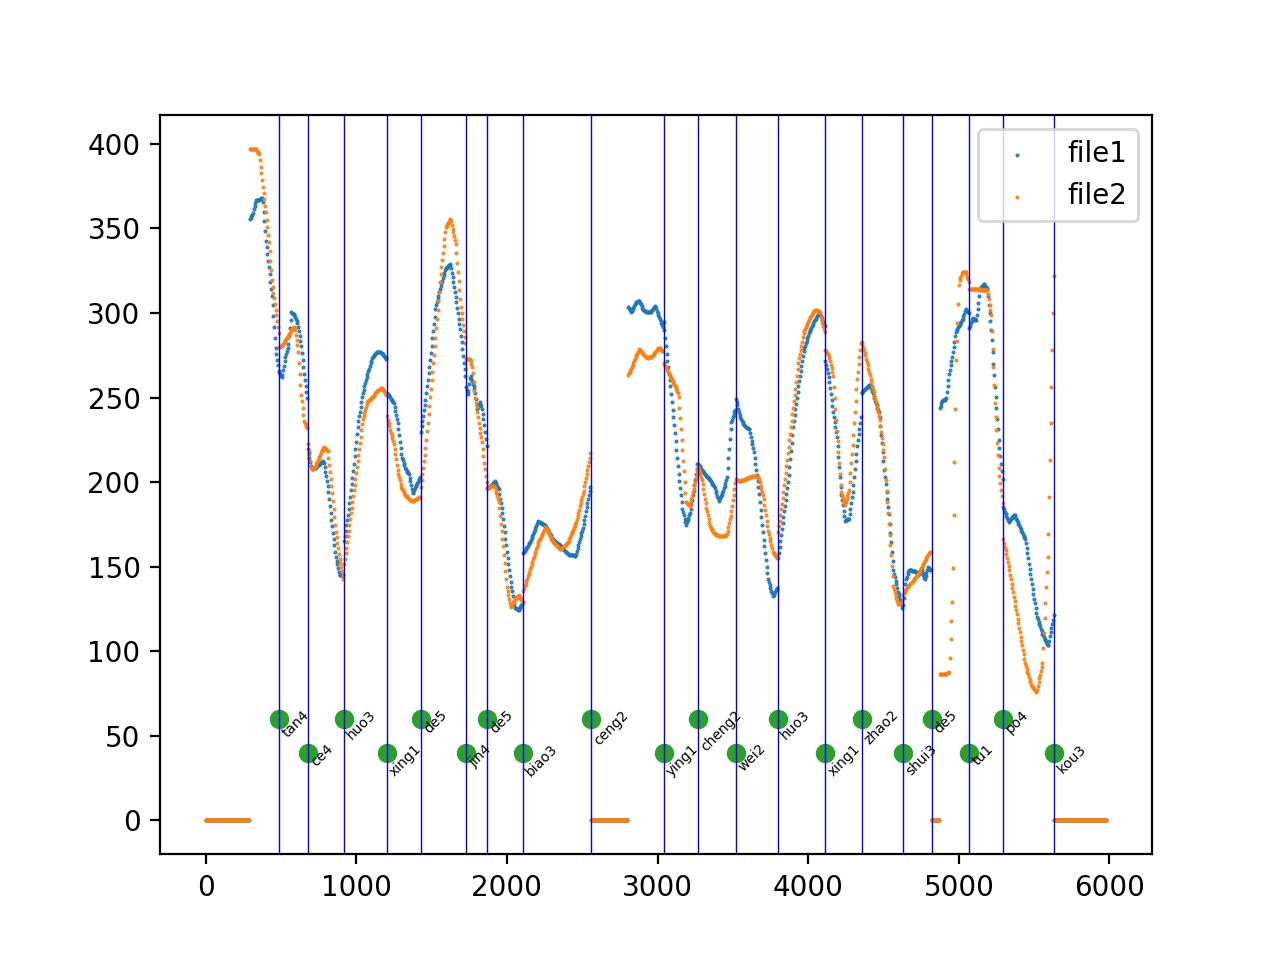 file1
file2
400
350
300
250
200
150
100
50
0
tan4
ce4
huo3
xing1
de5
jin4
de5
biao3
ceng2
ying1
cheng2
wei2
huo3
xing1
zhao2
shui3
de5
tu1
po4
kou3
0 1000 2000 3000 4000 5000 6000